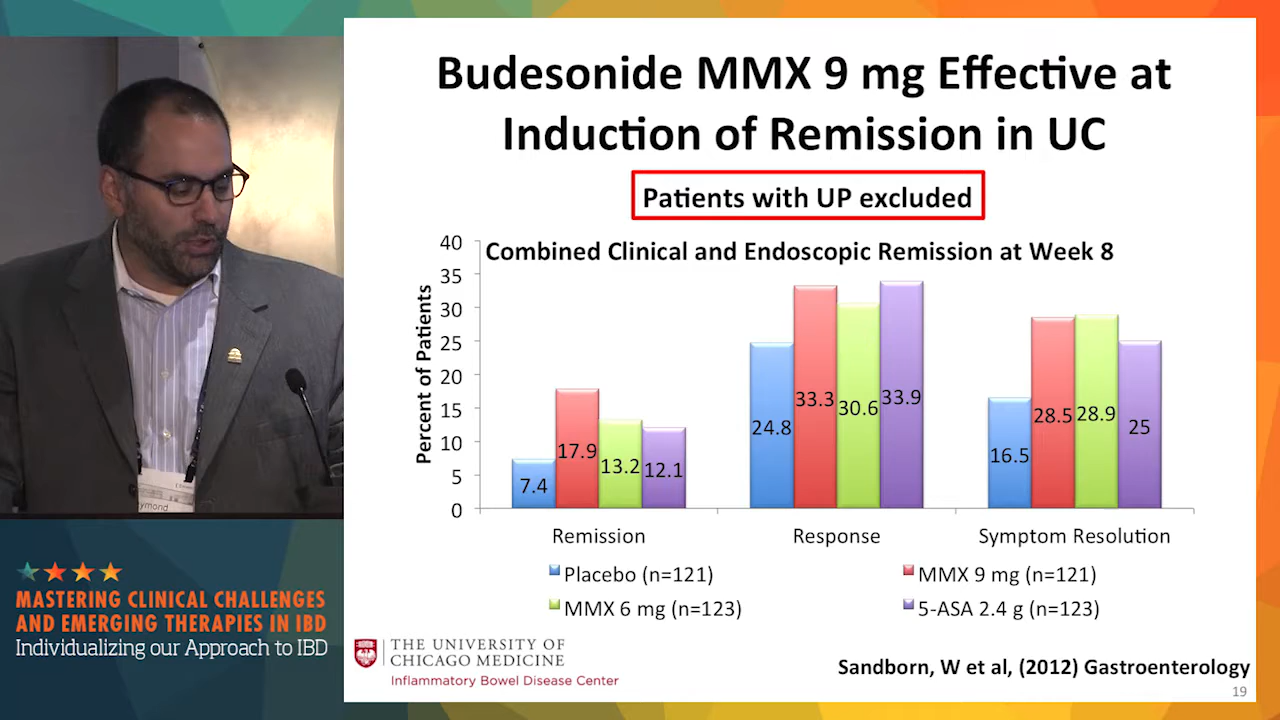 Budesonide MMX 9 mg Effective at
Induction of Remission in UC
Patients with UP excluded
Combined Clinical and Endoscopic Remission at Week 8
Percent of Patients
40
35
30
25
20
15
10
5
0
7.4
17.9
13.2
12.1
24.8
33.3
30.6
33.9
16.5
28.5
28.9
25
Remission
Response
Symptom Resolution
Placebo (n=121)
MMX 9 mg (n=121)
MMX 6 mg (n=123)
5-ASA 2.4 g (n=123)
THE UNIVERSITY OF
CHICAGO MEDICINE
Inflammatory Bowel Disease Center
Sandborn, W et al, (2012) Gastroenterology
19
ymond
MASTERING CLINICAL CHALLENGES
AND EMERGING THERAPIES IN IBD
Individualizing our Approach to IBD